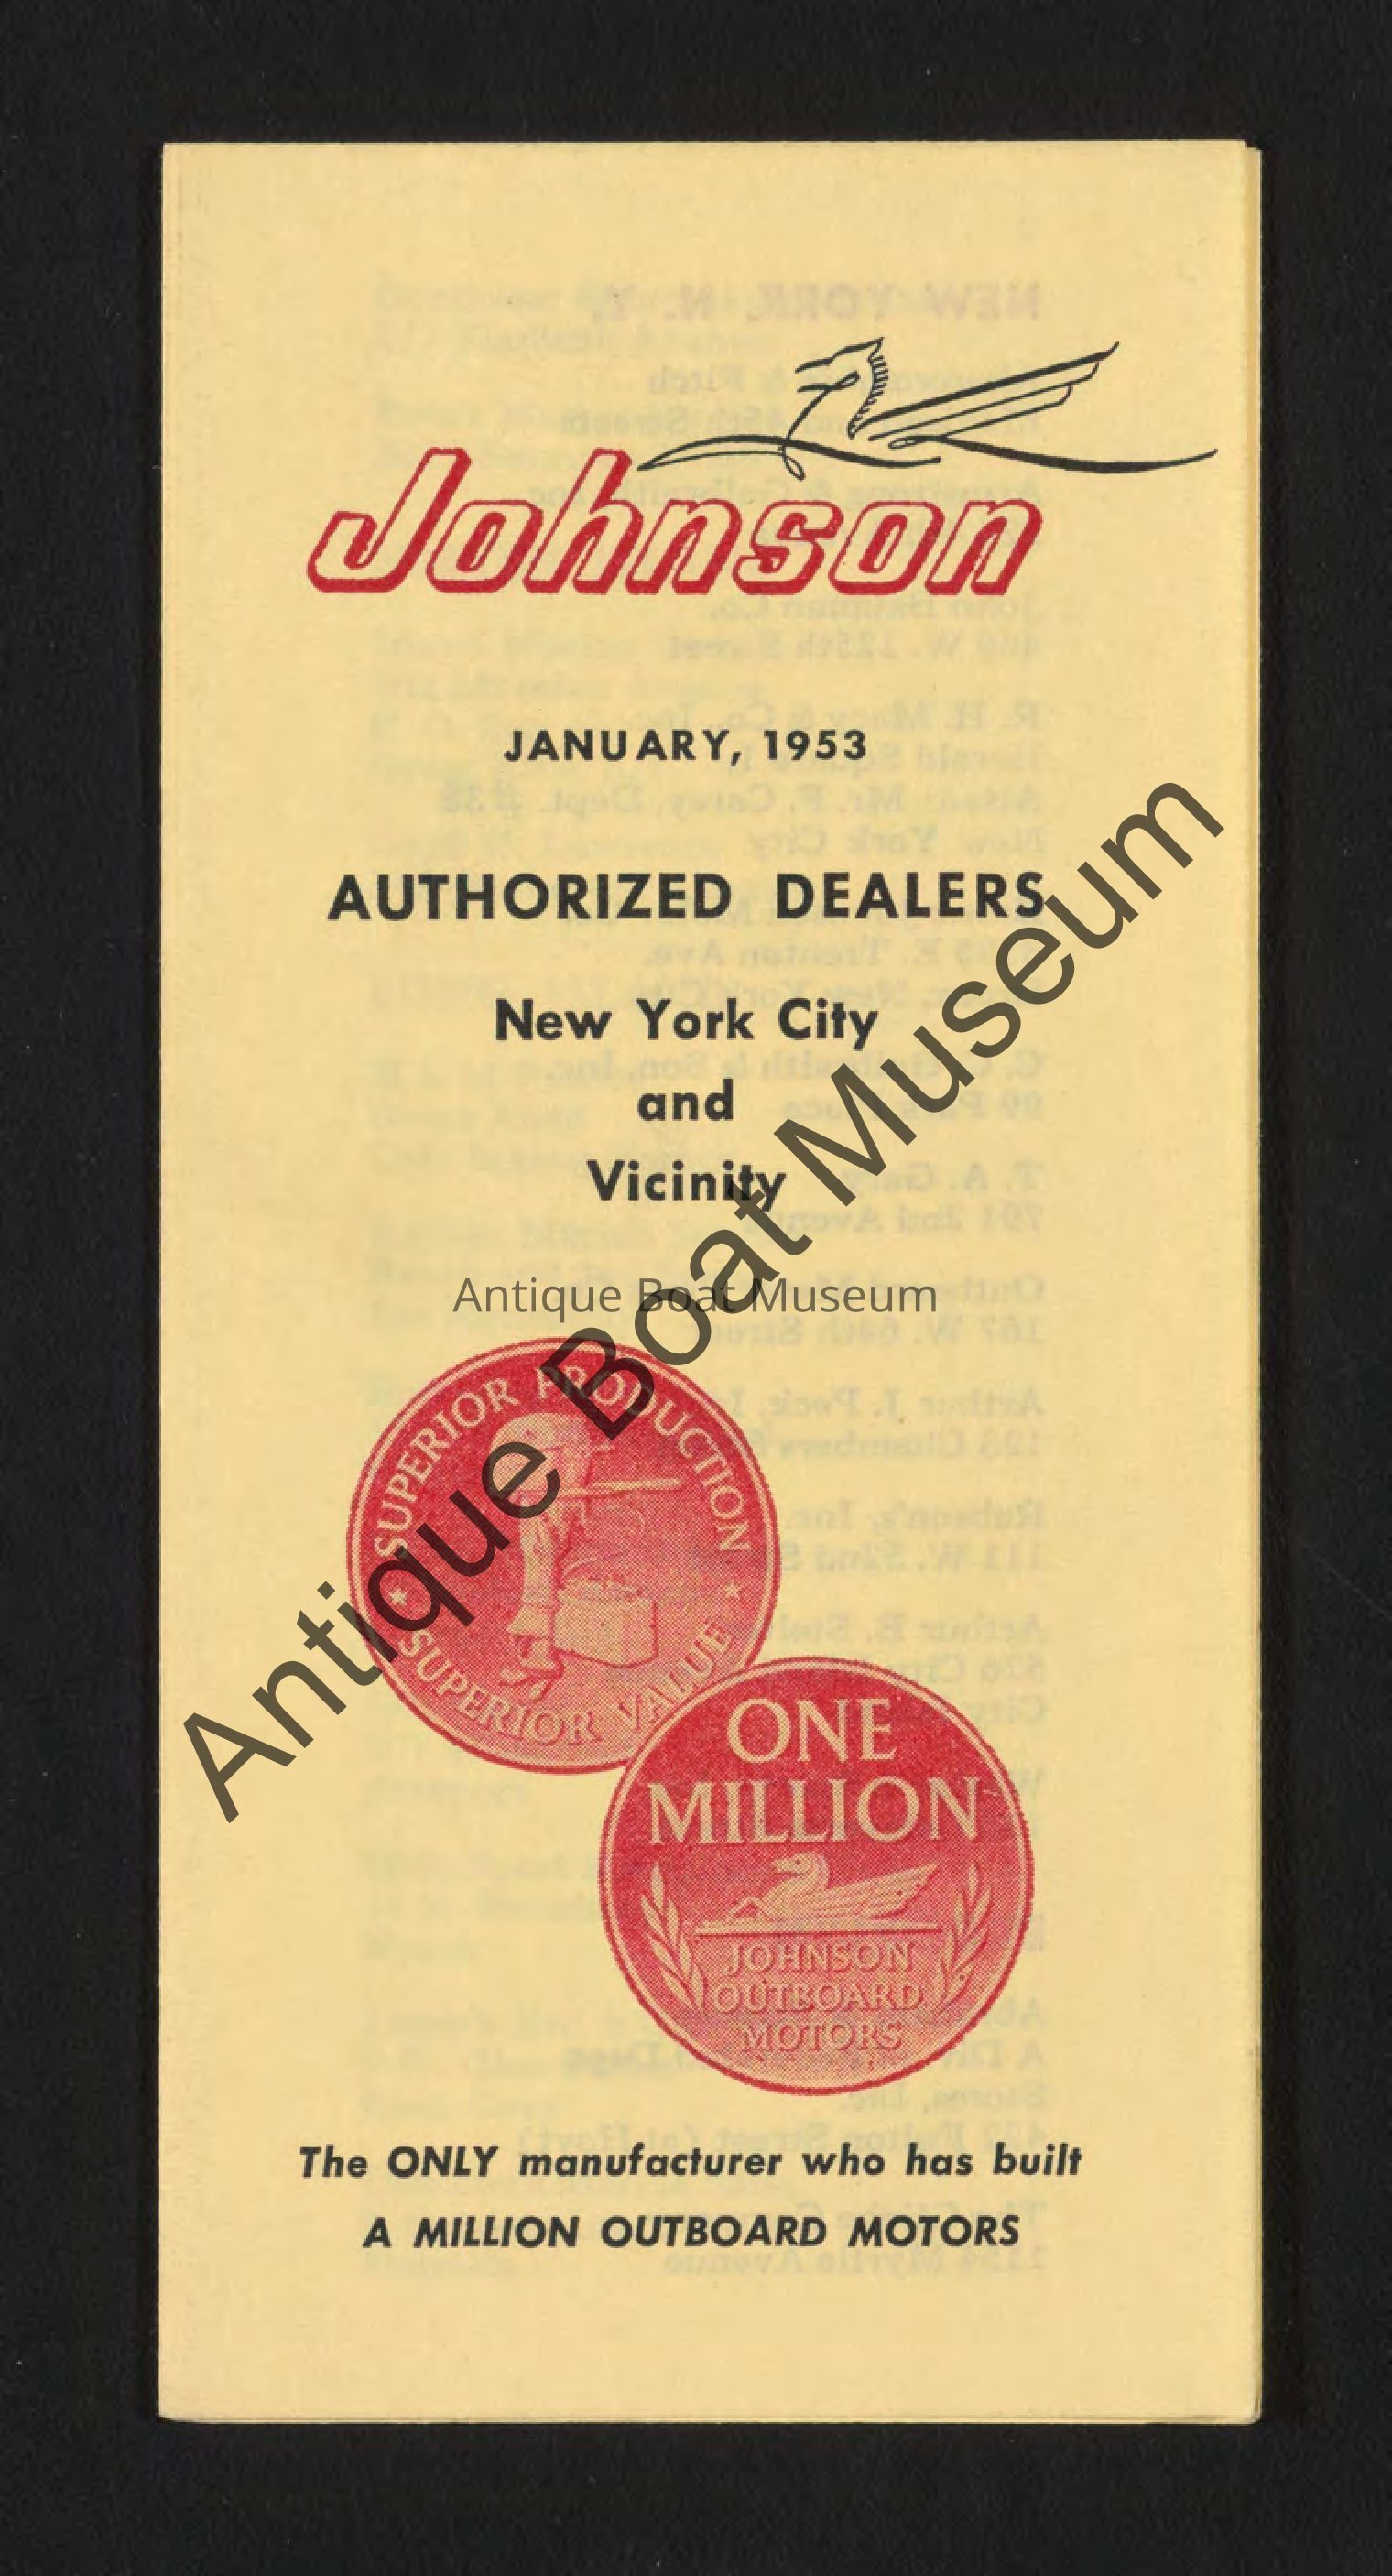 Johnson
JANUARY, 1953
AUTHORIZED DEALERS
New York City
and
Vicinity
Antique Boat Museum
Antique Boat Museum
SUPERIOR PRODUCTION
SUPERIOR VALUE
ONE
MILLION
JOHNSON
OUTBOARD
MOTORS
The ONLY manufacturer who has built
A MILLION OUTBOARD MOTORS